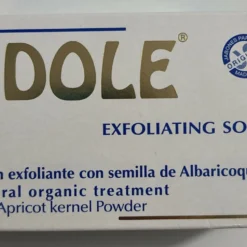 DOLE®
EXFOLIATING SO
exfoliante con semilla de Albaricoqu
ral organic treatment
Apricot kernel Powder